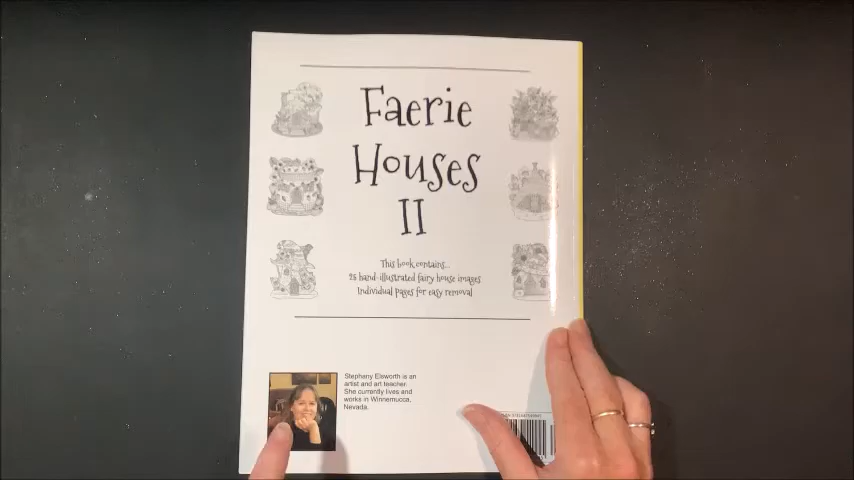 Faerie
Houses
II
This book contains...
25 hand-illustrated fairy house images
Individual pages for easy removal
Stephany Elsworth is an
artist and art teacher.
She currently lives and
works in Winnemucca,
Nevada.